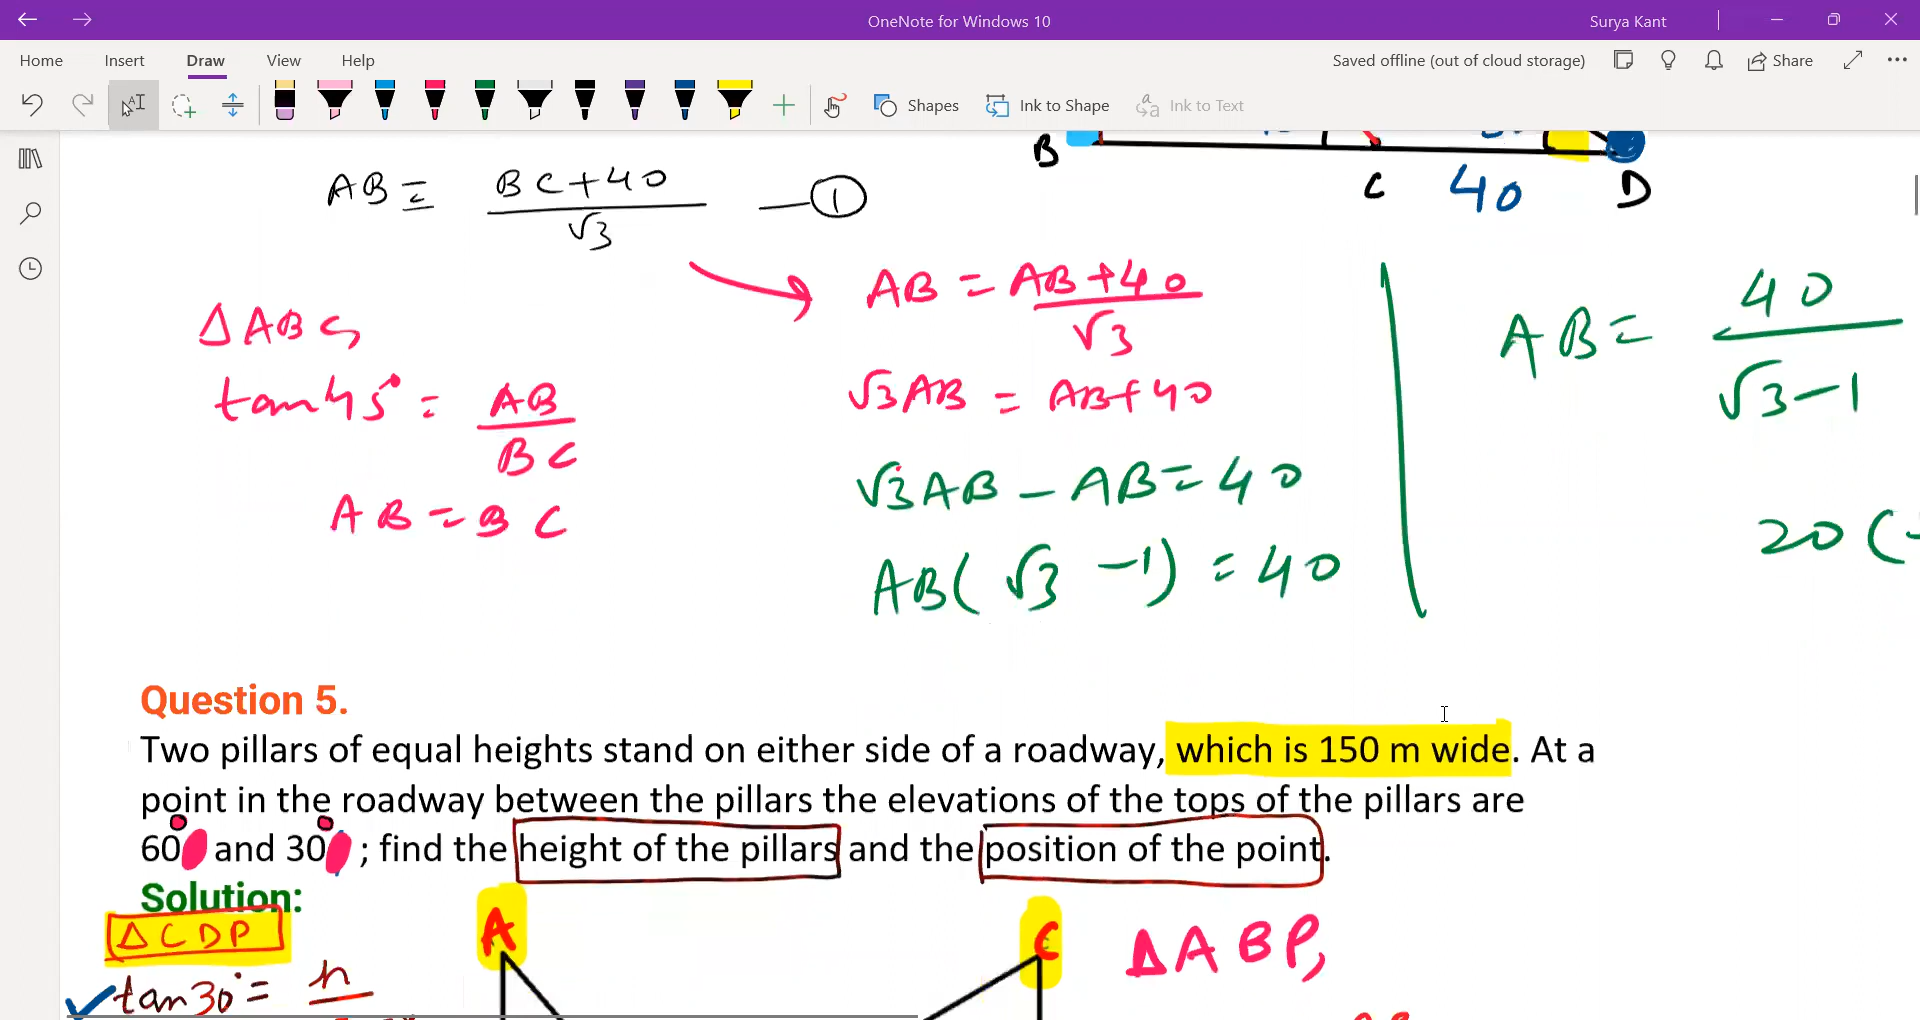 OneNote for Windows 10
Surya Kant
Home Insert Draw View Help
Saved offline (out of cloud storage)
Share
Shapes
Ink to Shape
Ink to Text
B
C
40
D
AB = BC+40 / √3 — ①
AB = AB+40 / √3
√3AB = AB+40
√3AB - AB = 40
AB(√3 -1) = 40
ΔABC,
tan45° = AB / BC
AB = BC
AB = 40 / √3-1
20(
Question 5.
Two pillars of equal heights stand on either side of a roadway, which is 150 m wide. At a
point in the roadway between the pillars the elevations of the tops of the pillars are
60 and 30 ; find the height of the pillars and the position of the point.
Solution:
ΔCDP
tan30° = h
A
C
ΔABP,